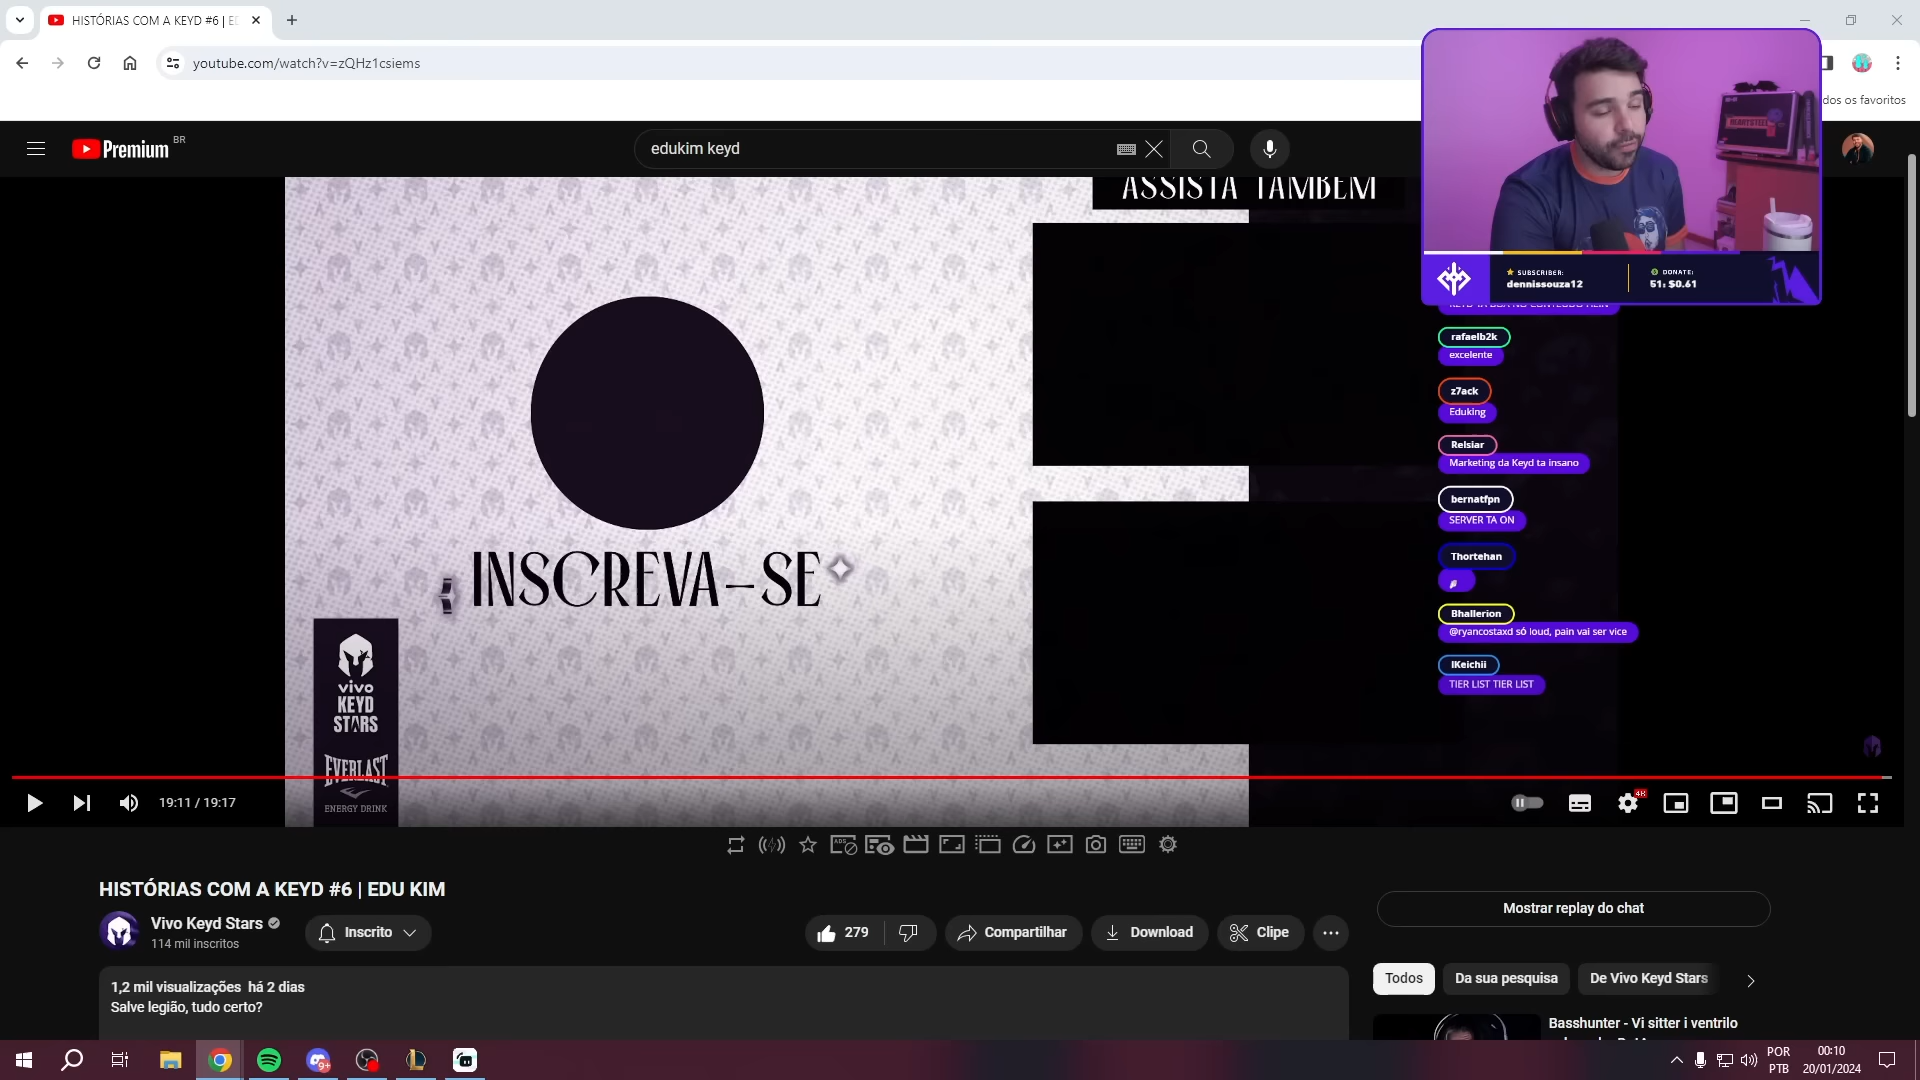 HISTÓRIAS COM A KEYD #6 | E
youtube.com/watch?v=zQHz1csiems
dos os favoritos
Premium
BR
edukim keyd
ASSISTA TAMBÉM
SUBSCRIBER:
dennissouza12
DONATE:
51: $0.61
rafaelb2k
excelente
z7ack
Eduking
Relsiar
Marketing da Keyd ta insano
bernatfpn
SERVER TA ON
Thortehan
Bhallerion
@ryancostaxd só loud, pain vai ser vice
IKeichii
TIER LIST TIER LIST
INSCREVA-SE
vivo
KEYD
STARS
EVERLAST
ENERGY DRINK
19:11 / 19:17
4K
HISTÓRIAS COM A KEYD #6 | EDU KIM
Vivo Keyd Stars
114 mil inscritos
Inscrito
279
Compartilhar
Download
Clipe
Mostrar replay do chat
1,2 mil visualizações há 2 dias
Salve legião, tudo certo?
Todos
Da sua pesquisa
De Vivo Keyd Stars
Basshunter - Vi sitter i ventrilo
9+
POR
PTB
00:10
20/01/2024